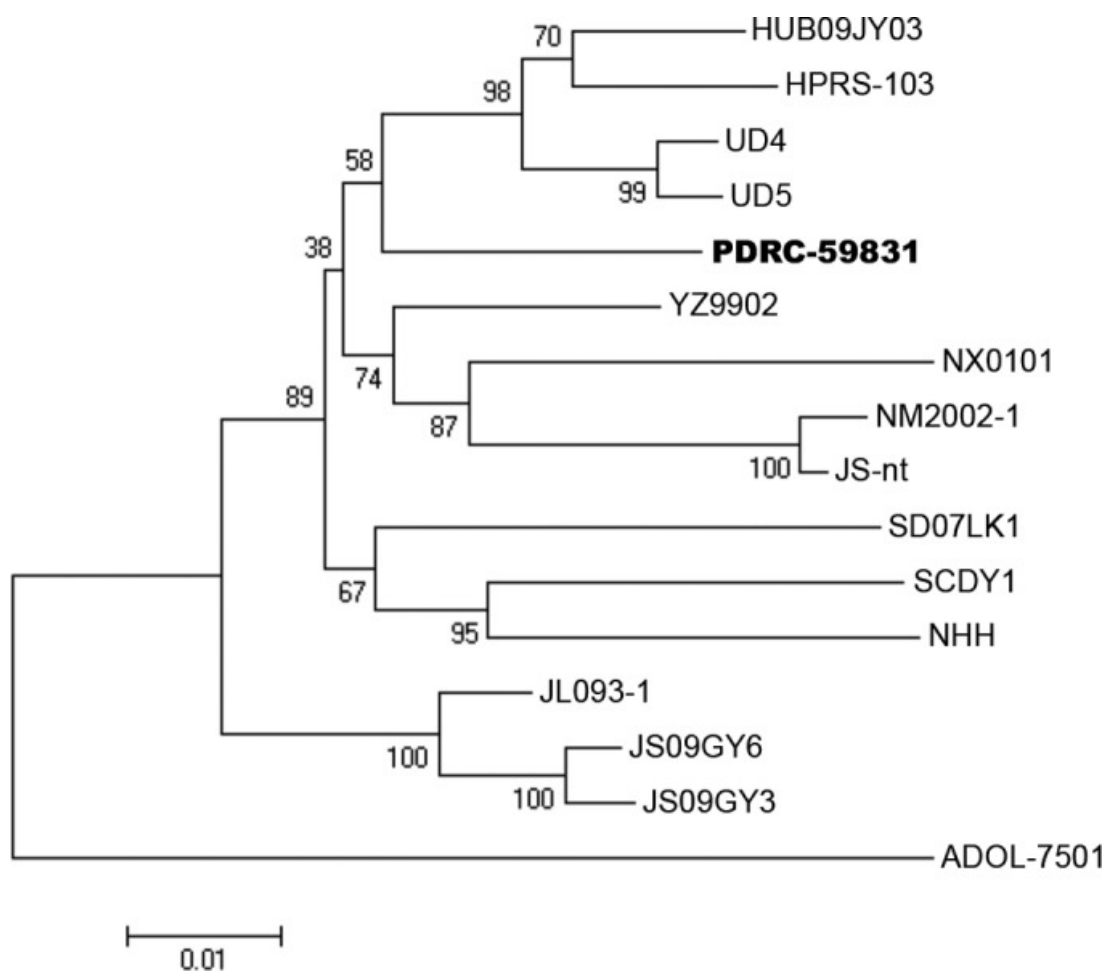 HUB09JY03
70
HPRS-103
98
UD4
58
UD5
99
PDRC-59831
38
YZ9902
74
NX0101
89
87
NM2002-1
100
JS-nt
SD07LK1
67
SCDY1
95
NHH
JL093-1
100
JS09GY6
100
JS09GY3
ADOL-7501
0.01